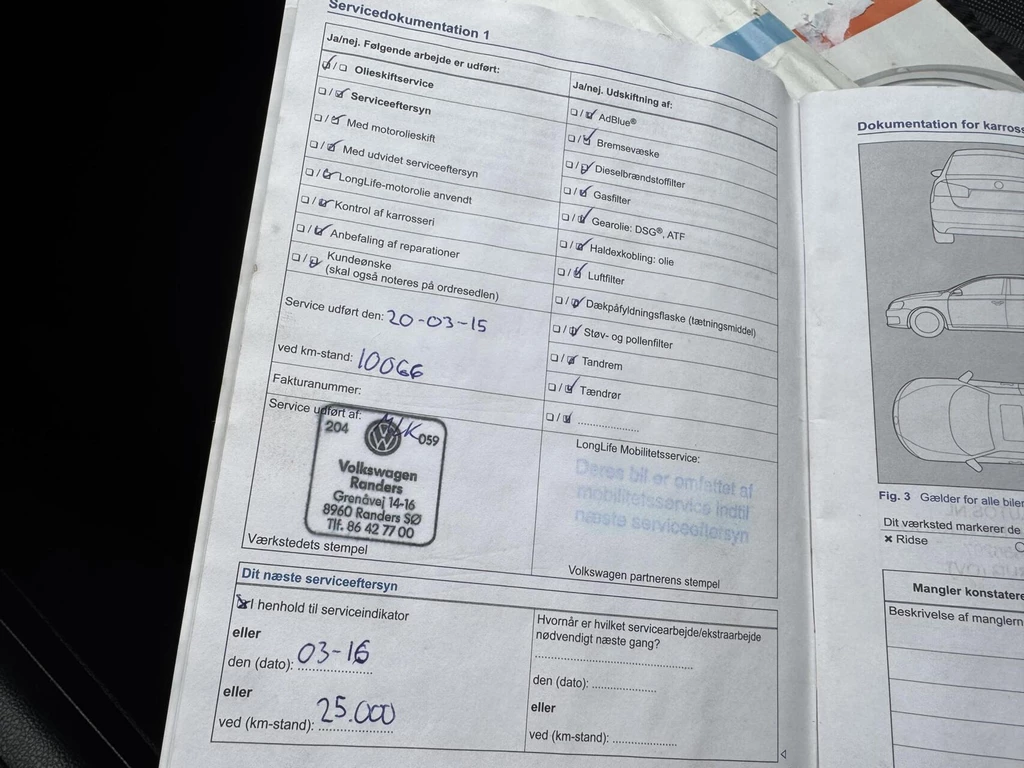 Servicedokumentation 1
Ja/nej. Følgende arbejde er udført:
Olieskiftservice
Serviceeftersyn
Med motorolieskift
Med udvidet serviceeftersyn
LongLife-motorolie anvendt
Kontrol af karrosseri
Anbefaling af reparationer
Kundeønske
(skal også noteres på ordresedlen)
Service udført den: 20-03-15
ved km-stand: 10066
Fakturanummer:
Service udført af:
204
059
Volkswagen
Randers
Grenåvej 14-16
8960 Randers SØ
Tlf. 86 42 77 00
Værkstedets stempel
Ja/nej. Udskiftning af:
AdBlue®
Bremsevæske
Dieselbrændstoffilter
Gasfilter
Gearolie: DSG®, ATF
Haldexkobling: olie
Luftfilter
Dækpåfyldningsflaske (tætningsmiddel)
Støv- og pollenfilter
Tandrem
Tændrør
LongLife Mobilitetsservice:
Deres bil er omfattet af
mobilitetsservice indtil
næste serviceeftersyn
Volkswagen partnerens stempel
Dit næste serviceeftersyn
I henhold til serviceindikator
eller
den (dato): 03-16
eller
ved (km-stand): 25.000
Hvornår er hvilket servicearbejde/ekstraarbejde
nødvendigt næste gang?
den (dato):
eller
ved (km-stand):
Dokumentation for karross
Fig. 3 Gælder for alle biler
Dit værksted markerer de
× Ridse
Mangler konstatere
Beskrivelse af manglern